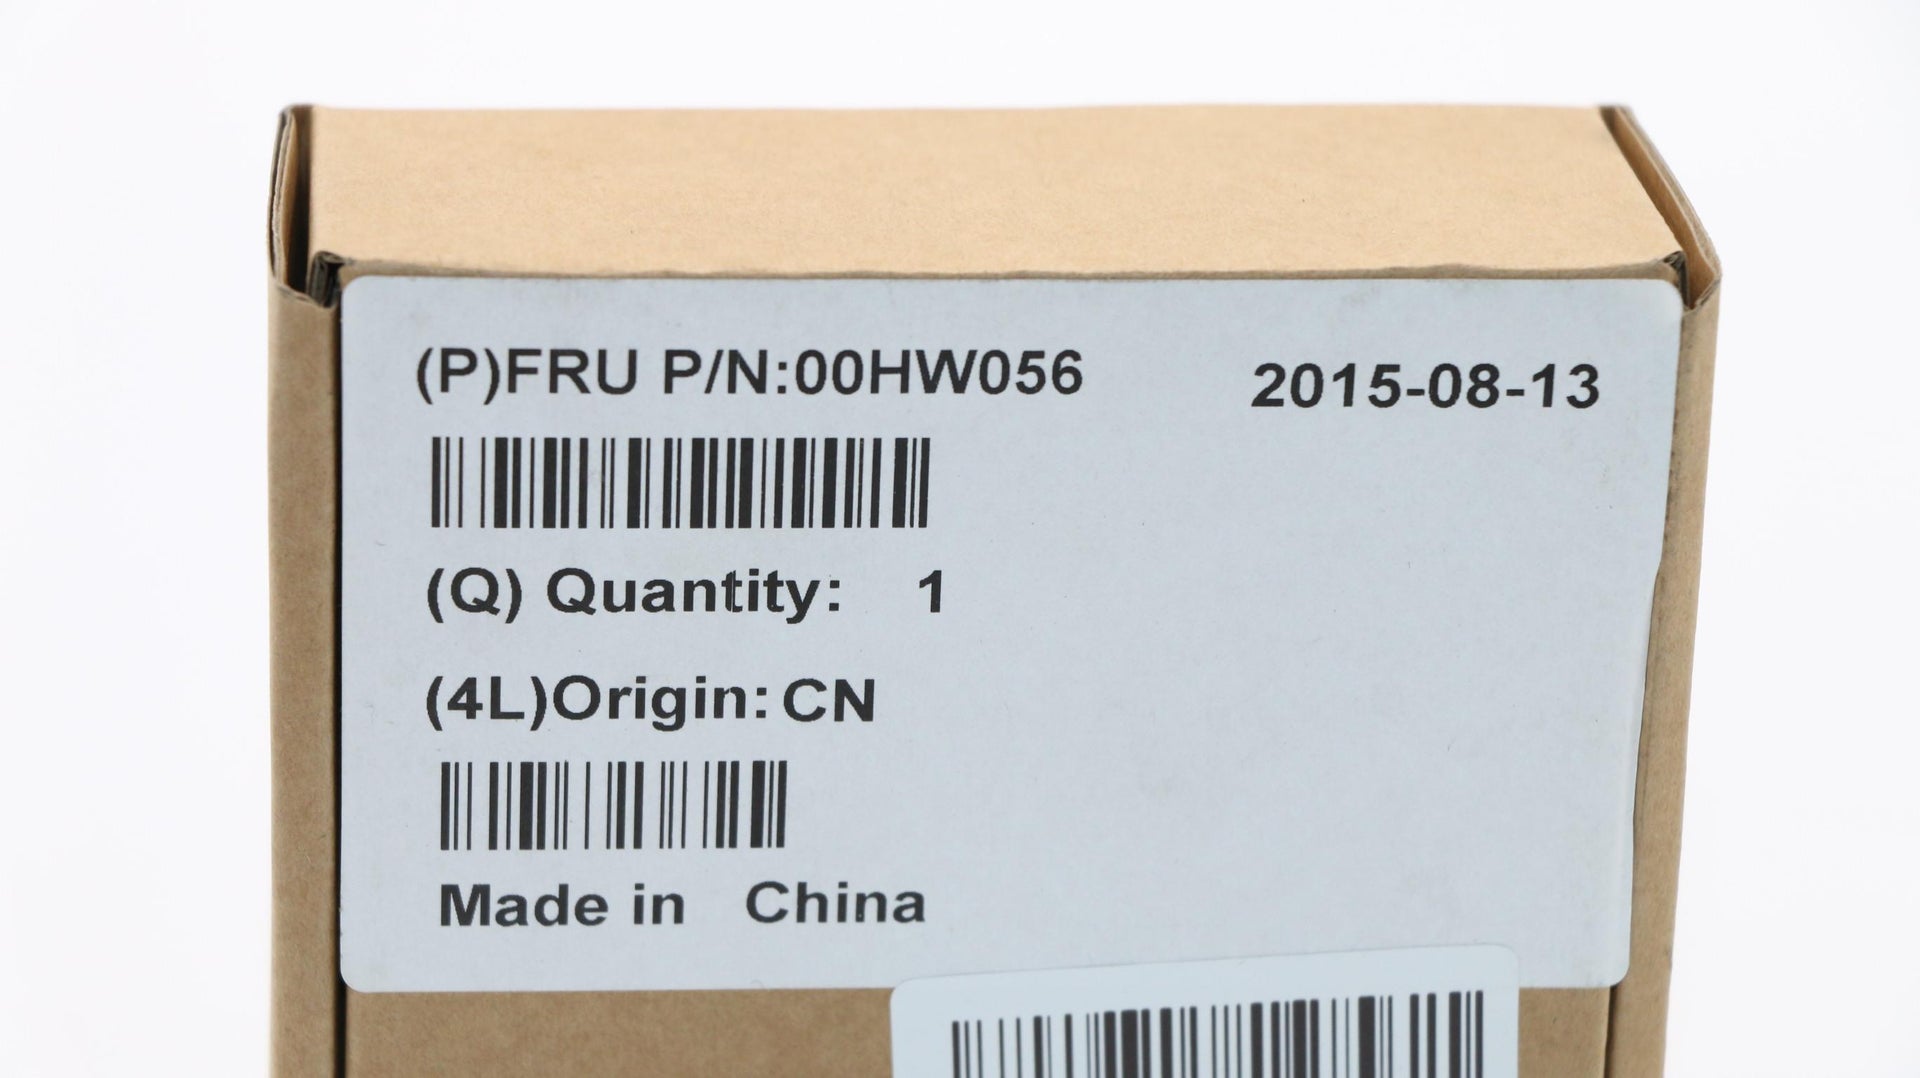 (P)FRU P/N:00HW056 2015-08-13
(Q) Quantity: 1
(4L)Origin: CN
Made in China